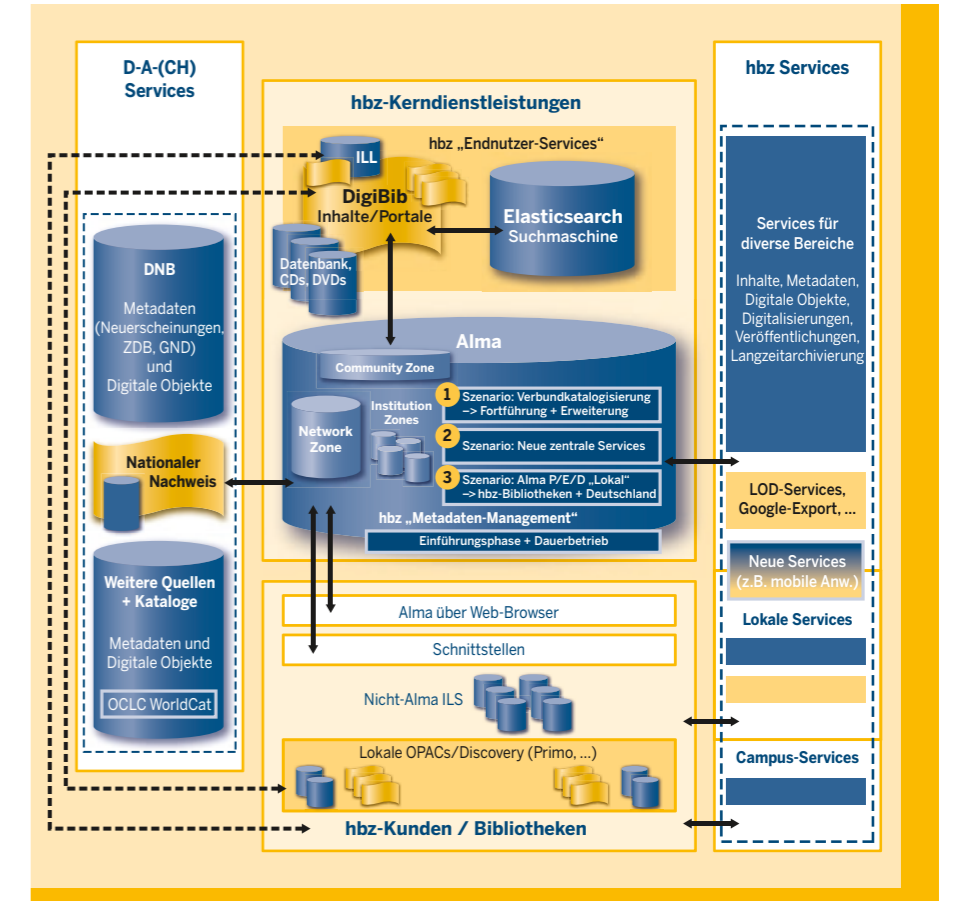 D-A-(CH)
Services
DNB
Metadaten
(Neuerscheinungen,
ZDB, GND)
und
Digitale Objekte
Nationaler
Nachweis
Weitere Quellen
+ Kataloge
Metadaten und
Digitale Objekte
OCLC WorldCat
hbz-Kerndienstleistungen
hbz „Endnutzer-Services“
ILL
DigiBib
Inhalte/Portale
Elasticsearch
Suchmaschine
Datenbank,
CDs, DVDs
Alma
Community Zone
Network
Zone
Institution
Zones
1 Szenario: Verbundkatalogisierung
–> Fortführung + Erweiterung
2 Szenario: Neue zentrale Services
3 Szenario: Alma P/E/D „Lokal“
–> hbz-Bibliotheken + Deutschland
hbz „Metadaten-Management“
Einführungsphase + Dauerbetrieb
Alma über Web-Browser
Schnittstellen
Nicht-Alma ILS
Lokale OPACs/Discovery (Primo, ...)
hbz-Kunden / Bibliotheken
hbz Services
Services für
diverse Bereiche
Inhalte, Metadaten,
Digitale Objekte,
Digitalisierungen,
Veröffentlichungen,
Langzeitarchivierung
LOD-Services,
Google-Export, ...
Neue Services
(z.B. mobile Anw.)
Lokale Services
Campus-Services